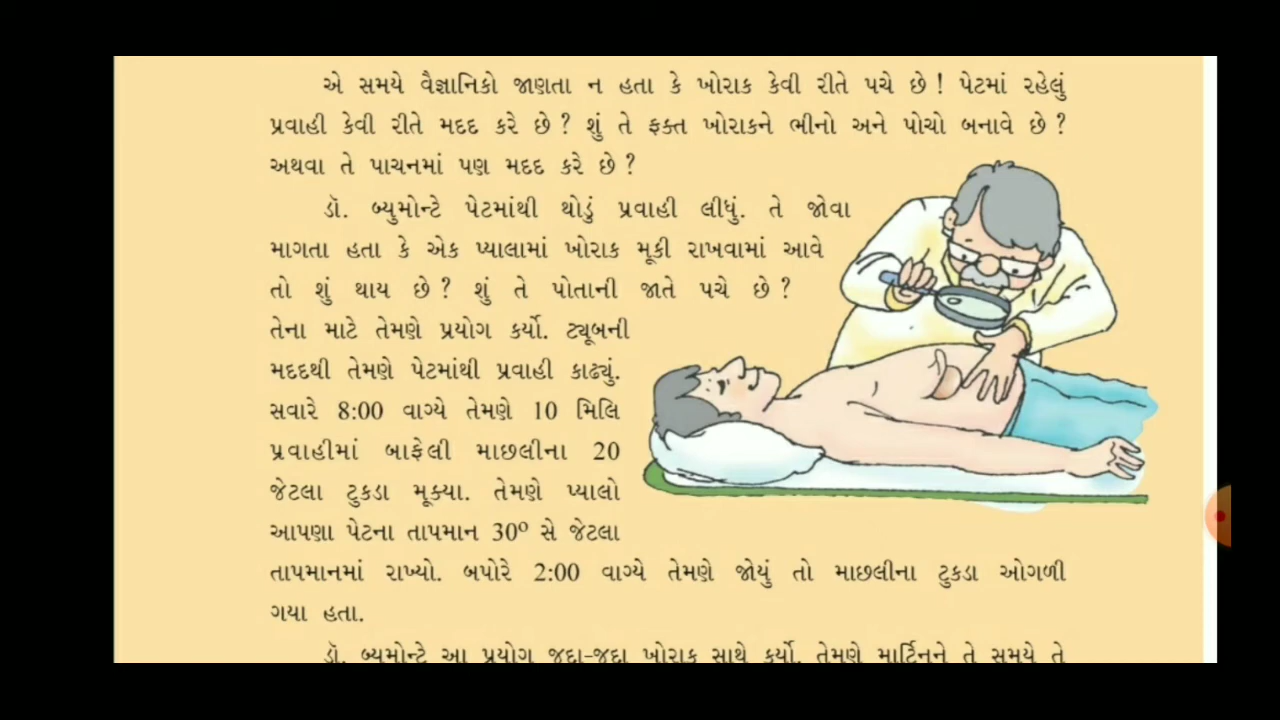 એ સમયે વૈજ્ઞાનિકો જાણતા ન હતા કે ખોરાક કેવી રીતે પચે છે ! પેટમાં રહેલું
પ્રવાહી કેવી રીતે મદદ કરે છે ? શું તે ફક્ત ખોરાકને ભીનો અને પોચો બનાવે છે ?
અથવા તે પાચનમાં પણ મદદ કરે છે ?
ડૉ. બ્યુમોન્ટે પેટમાંથી થોડું પ્રવાહી લીધું. તે જોવા
માગતા હતા કે એક પ્યાલામાં ખોરાક મૂકી રાખવામાં આવે
તો શું થાય છે ? શું તે પોતાની જાતે પચે છે ?
તેના માટે તેમણે પ્રયોગ કર્યો. ટ્યૂબની
મદદથી તેમણે પેટમાંથી પ્રવાહી કાઢ્યું.
સવારે 8:00 વાગ્યે તેમણે 10 મિલિ
પ્રવાહીમાં બાફેલી માછલીના 20
જેટલા ટુકડા મૂક્યા. તેમણે પ્યાલો
આપણા પેટના તાપમાન 30º સે જેટલા
તાપમાનમાં રાખ્યો. બપોરે 2:00 વાગ્યે તેમણે જોયું તો માછલીના ટુકડા ઓગળી
ગયા હતા.
ડૉ. બ્યુમોન્ટે આ પ્રયોગ જુદા-જુદા ખોરાક સાથે કર્યો. તેમણે માર્ટિનને તે સમયે તે